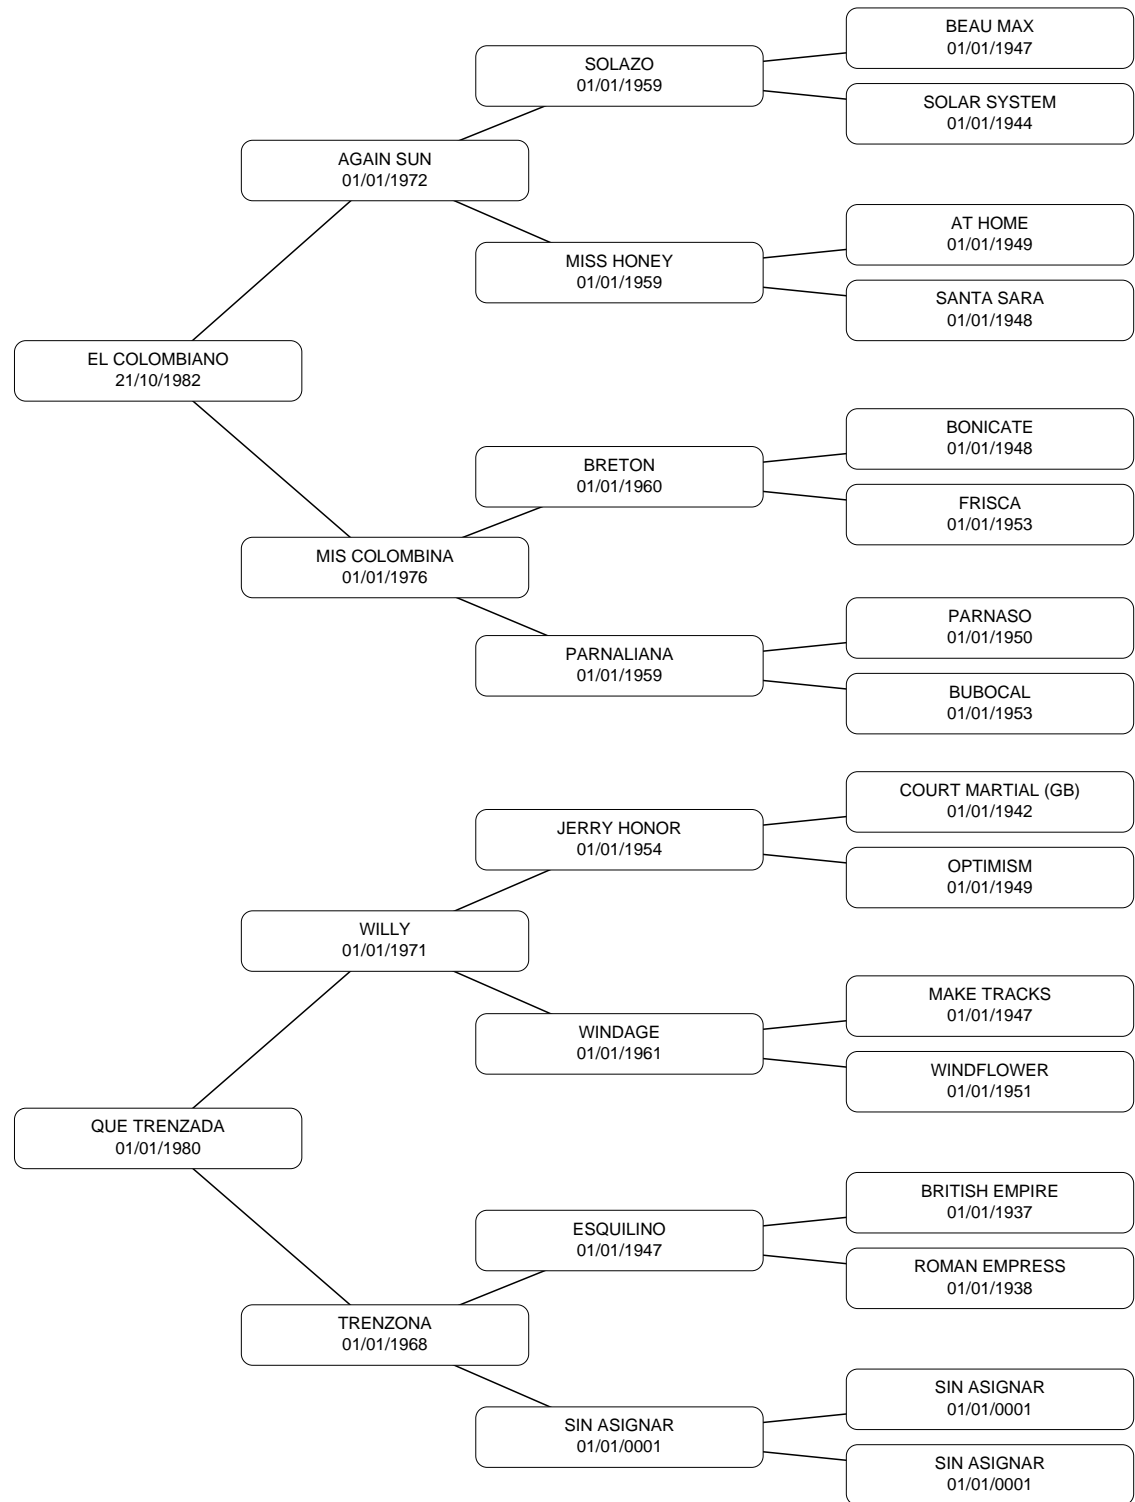 BEAU MAX
01/01/1947
SOLAZO
01/01/1959
SOLAR SYSTEM
01/01/1944
AGAIN SUN
01/01/1972
AT HOME
01/01/1949
MISS HONEY
01/01/1959
SANTA SARA
01/01/1948
EL COLOMBIANO
21/10/1982
BONICATE
01/01/1948
BRETON
01/01/1960
FRISCA
01/01/1953
MIS COLOMBINA
01/01/1976
PARNASO
01/01/1950
PARNALIANA
01/01/1959
BUBOCAL
01/01/1953
COURT MARTIAL (GB)
01/01/1942
JERRY HONOR
01/01/1954
OPTIMISM
01/01/1949
WILLY
01/01/1971
MAKE TRACKS
01/01/1947
WINDAGE
01/01/1961
WINDFLOWER
01/01/1951
QUE TRENZADA
01/01/1980
BRITISH EMPIRE
01/01/1937
ESQUILINO
01/01/1947
ROMAN EMPRESS
01/01/1938
TRENZONA
01/01/1968
SIN ASIGNAR
01/01/0001
SIN ASIGNAR
01/01/0001
SIN ASIGNAR
01/01/0001